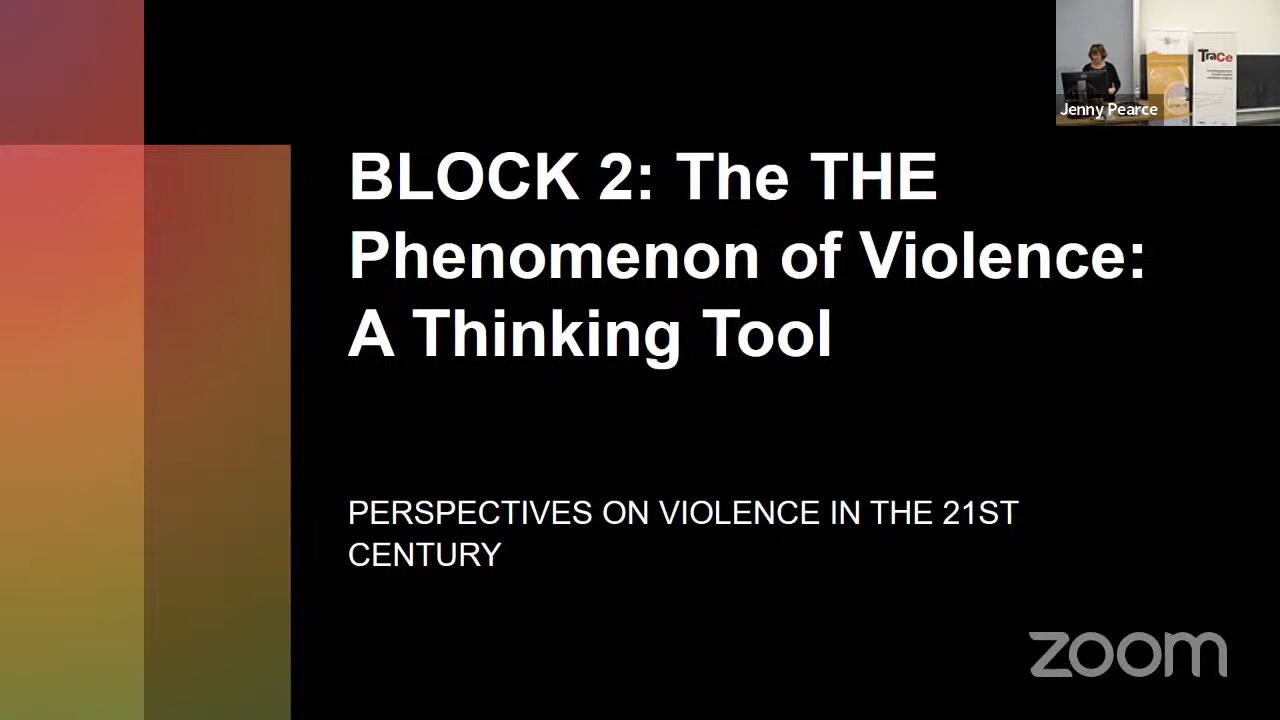 BLOCK 2: The THE
Phenomenon of Violence:
A Thinking Tool
PERSPECTIVES ON VIOLENCE IN THE 21ST
CENTURY
TraCe
Jenny Pearce
zoom